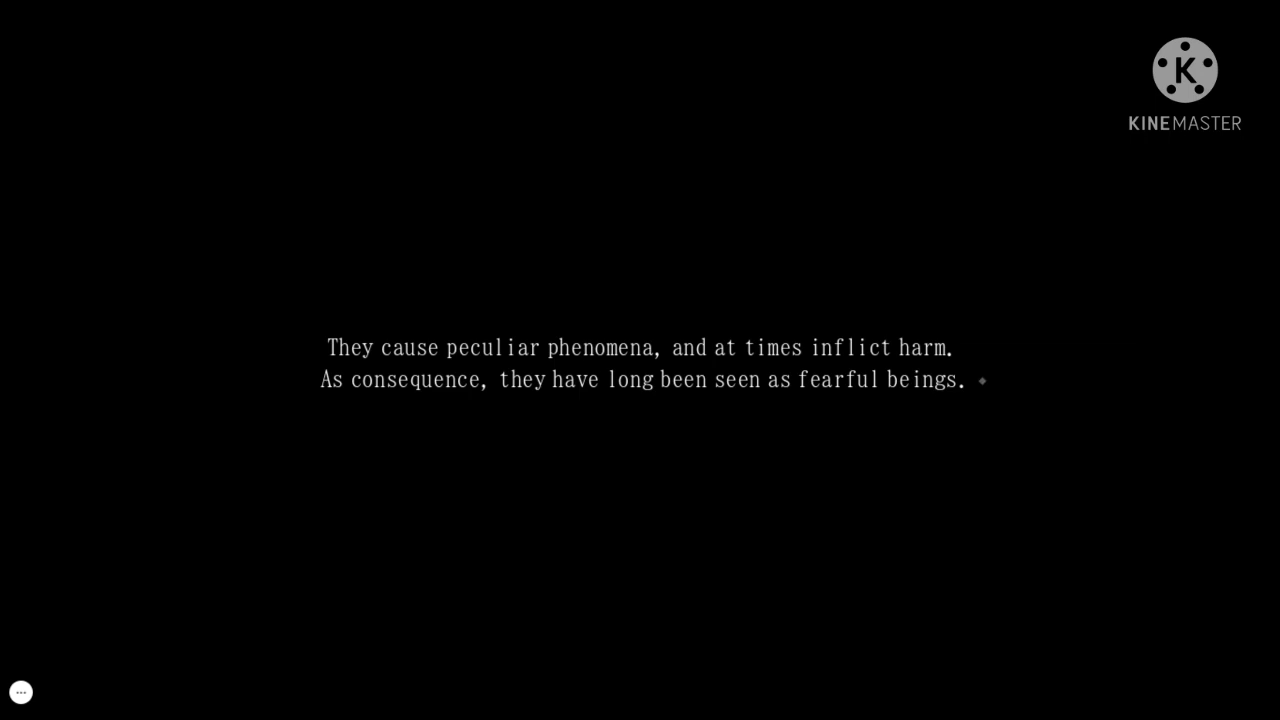 K
KINEMASTER
They cause peculiar phenomena, and at times inflict harm.
As consequence, they have long been seen as fearful beings.